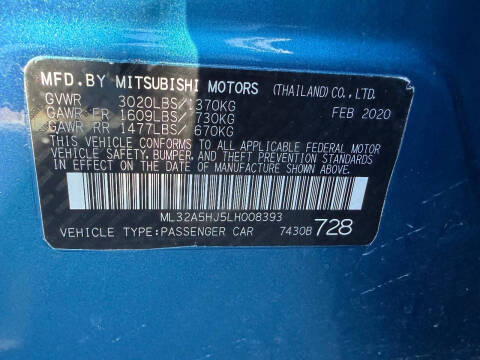 MFD.BY MITSUBISHI MOTORS (THAILAND) CO., LTD.
GVWR 3020LBS/1370KG FEB 2020
GAWR FR 1609LBS/730KG
GAWR RR 1477LBS/670KG
THIS VEHICLE CONFORMS TO ALL APPLICABLE FEDERAL MOTOR
VEHICLE SAFETY, BUMPER, AND THEFT PREVENTION STANDARDS
IN EFFECT ON THE DATE OF MANUFACTURE SHOWN ABOVE.
ML32A5HJ5LH008393
VEHICLE TYPE:PASSENGER CAR 7430B 728